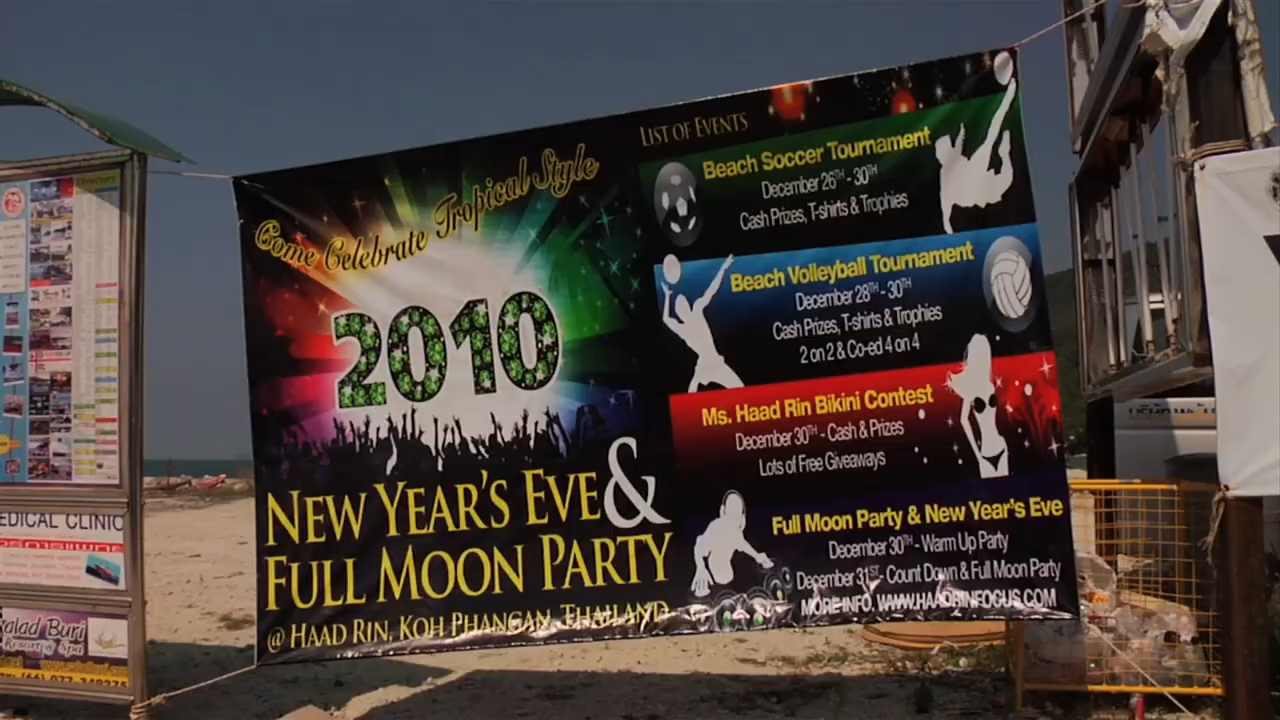 Directory
EDICAL CLINIC
alad Buri
Resort & Spa
Come Celebrate Tropical Style
2010
NEW YEAR'S EVE &
FULL MOON PARTY
@ HAAD RIN, KOH PHANGAN, THAILAND
LIST OF EVENTS
Beach Soccer Tournament
December 26TH - 30TH
Cash Prizes, T-shirts & Trophies
Beach Volleyball Tournament
December 28TH - 30TH
Cash Prizes, T-shirts & Trophies
2 on 2 & Co-ed 4 on 4
Ms. Haad Rin Bikini Contest
December 30TH - Cash & Prizes
Lots of Free Giveaways
Full Moon Party & New Year's Eve
December 30TH - Warm Up Party
December 31ST - Count Down & Full Moon Party
MORE INFO. WWW.HAADRINFOCUS.COM